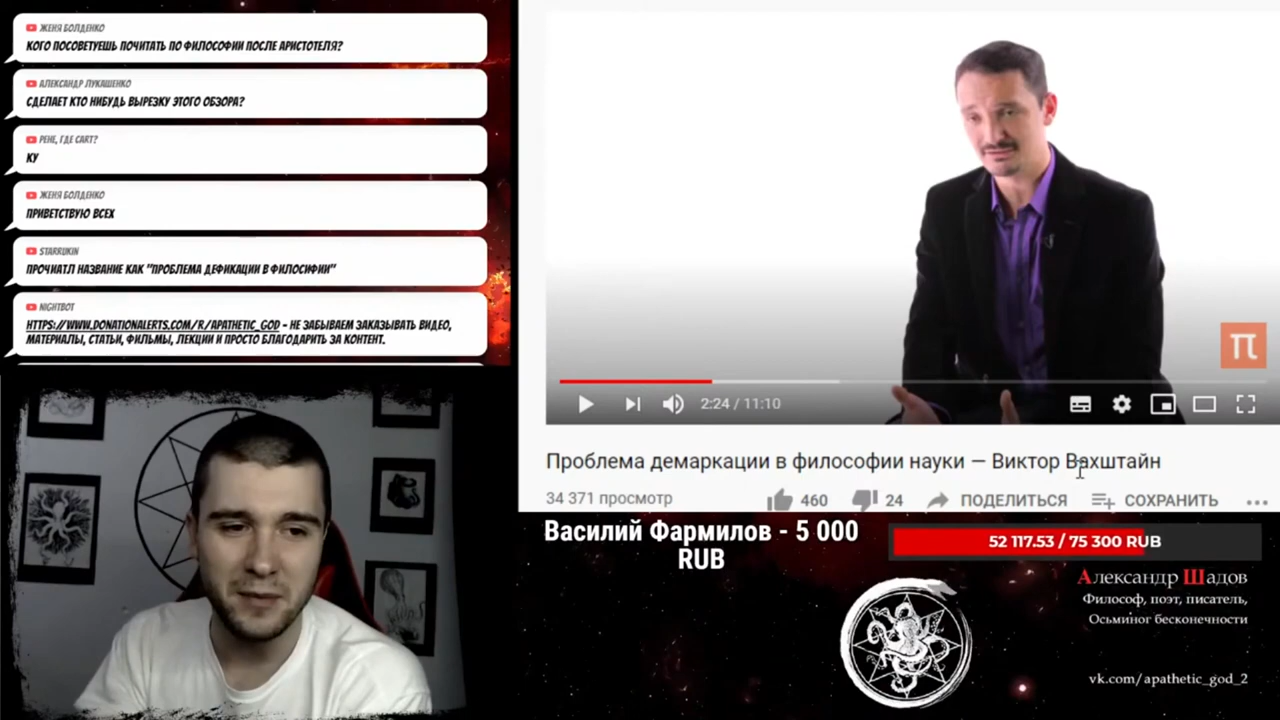 ЖЕНЯ БОЛДЕНКО
КОГО ПОСОВЕТУЕШЬ ПОЧИТАТЬ ПО ФИЛОСОФИИ ПОСЛЕ АРИСТОТЕЛЯ?
АЛЕКСАНДР ЛУКАШЕНКО
СДЕЛАЕТ КТО НИБУДЬ ВЫРЕЗКУ ЭТОГО ОБЗОРА?
РЕНЕ, ГДЕ CART?
КУ
ЖЕНЯ БОЛДЕНКО
ПРИВЕТСТВУЮ ВСЕХ
STARRUKIN
ПРОЧИАТЛ НАЗВАНИЕ КАК "ПРОБЛЕМА ДЕФИКАЦИИ В ФИЛОСИФИИ"
NIGHTBOT
HTTPS://WWW.DONATIONALERTS.COM/R/APATHETIC_GOD - НЕ ЗАБЫВАЕМ ЗАКАЗЫВАТЬ ВИДЕО,
МАТЕРИАЛЫ, СТАТЬИ, ФИЛЬМЫ, ЛЕКЦИИ И ПРОСТО БЛАГОДАРИТЬ ЗА КОНТЕНТ.
π
2:24 / 11:10
Проблема демаркации в философии науки — Виктор Вахштайн
34 371 просмотр
460
24
ПОДЕЛИТЬСЯ
СОХРАНИТЬ
Василий Фармилов - 5 000
RUB
52 117.53 / 75 300 RUB
Александр Шадов
Философ, поэт, писатель,
Осьминог бесконечности
vk.com/apathetic_god_2